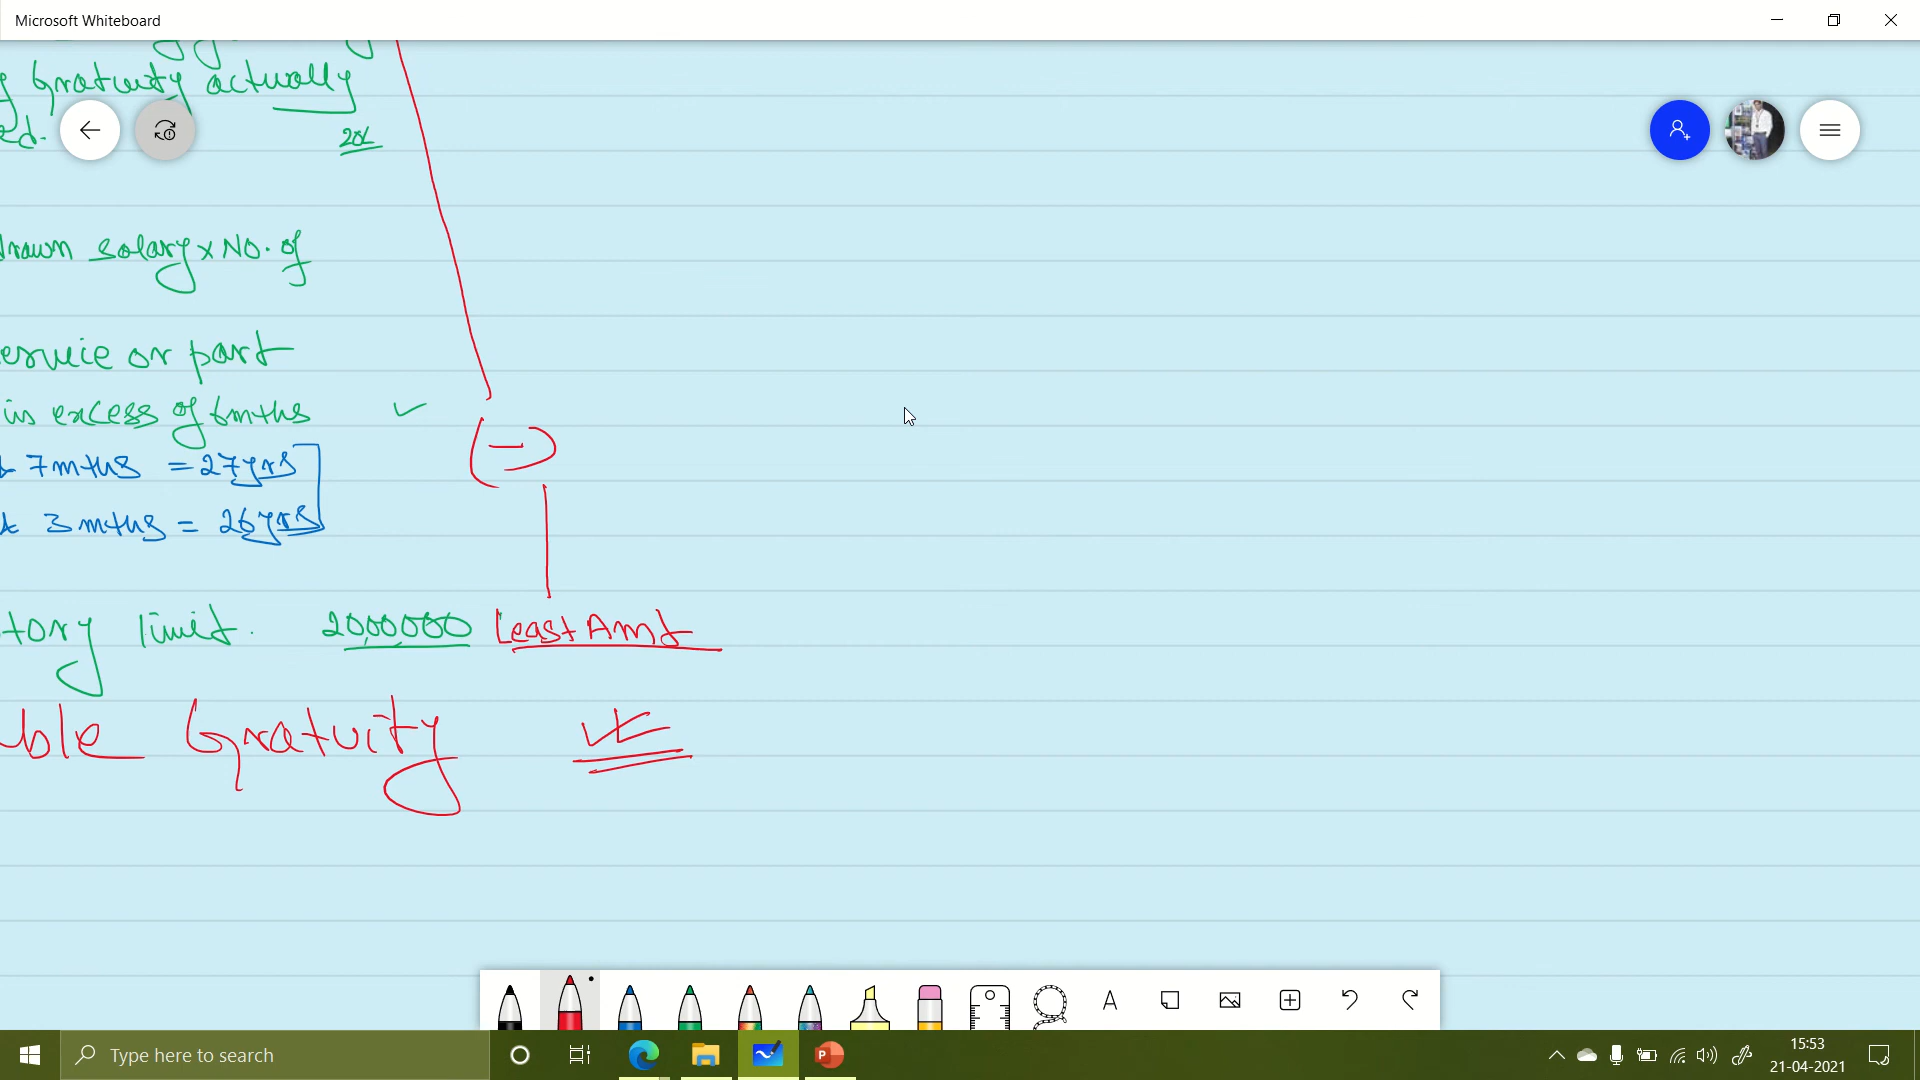 Microsoft Whiteboard
Gratuity actually
ed.
20L
drawn salary x No. of
ervice or part
in excess of 6mths
7mths = 27yrs
3mths = 26yrs
(-)
tory limit. 2000000 Least Amt
ble Gratuity
Type here to search
15:53
21-04-2021